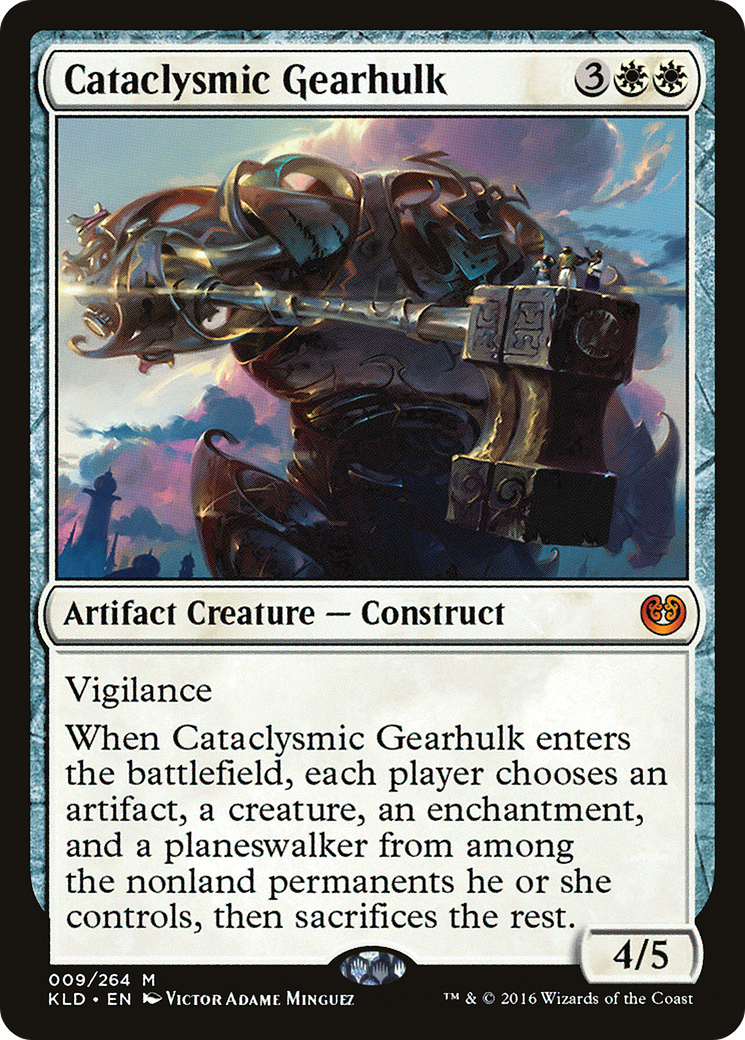 Cataclysmic Gearhulk 3
Artifact Creature — Construct
Vigilance
When Cataclysmic Gearhulk enters
the battlefield, each player chooses an
artifact, a creature, an enchantment,
and a planeswalker from among
the nonland permanents he or she
controls, then sacrifices the rest.
4/5
009/264 M
KLD • EN Victor Adame Minguez
™ & © 2016 Wizards of the Coast